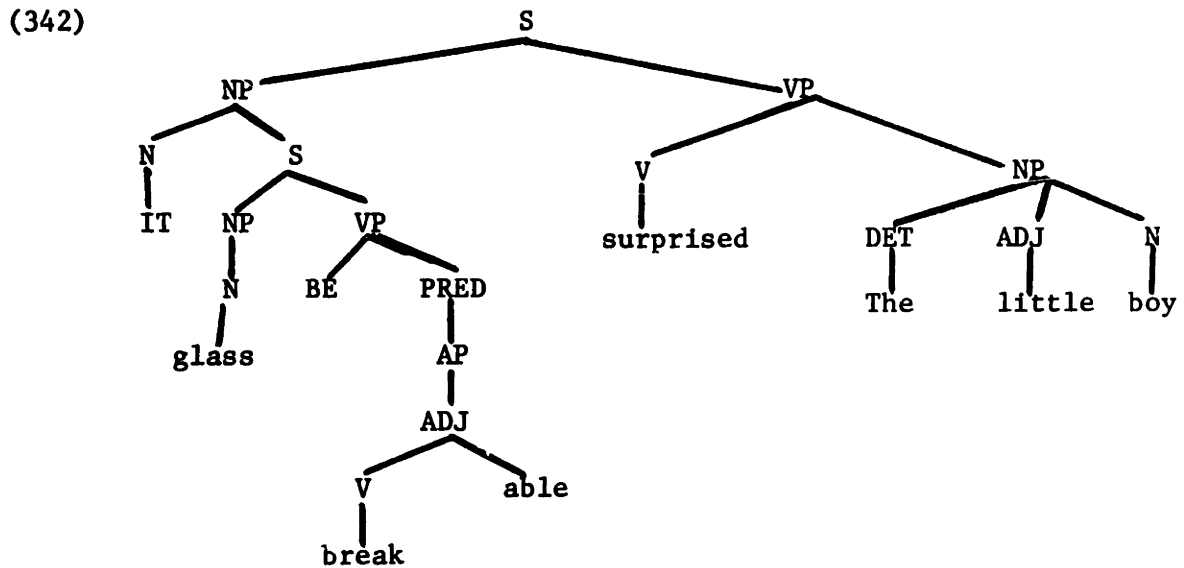 (342)
S
NP VP
N S V NP
IT NP VP surprised DET ADJ N
N BE PRED The little boy
glass AP
ADJ
V able
break